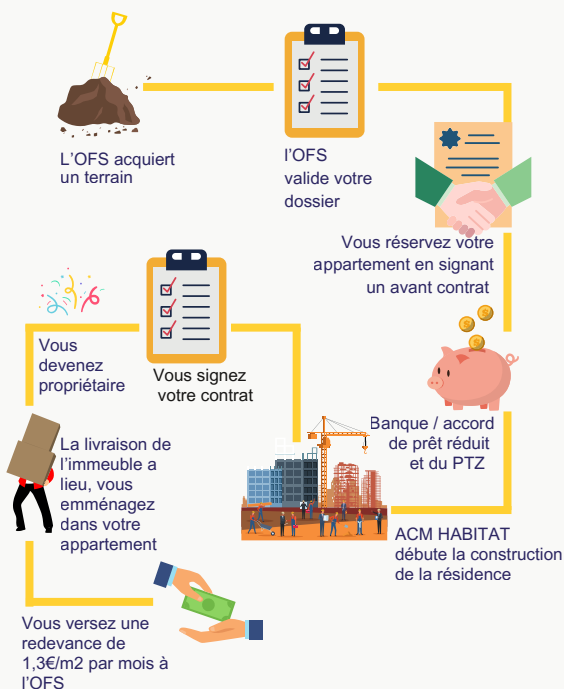 L’OFS acquiert
un terrain
l’OFS
valide votre
dossier
Vous réservez votre
appartement en signant
un avant contrat
Banque / accord
de prêt réduit
et du PTZ
ACM HABITAT
débute la construction
de la résidence
Vous signez
votre contrat
Vous
devenez
propriétaire
La livraison de
l’immeuble a
lieu, vous
emménagez
dans votre
appartement
Vous versez une
redevance de
1,3€/m2 par mois à
l’OFS